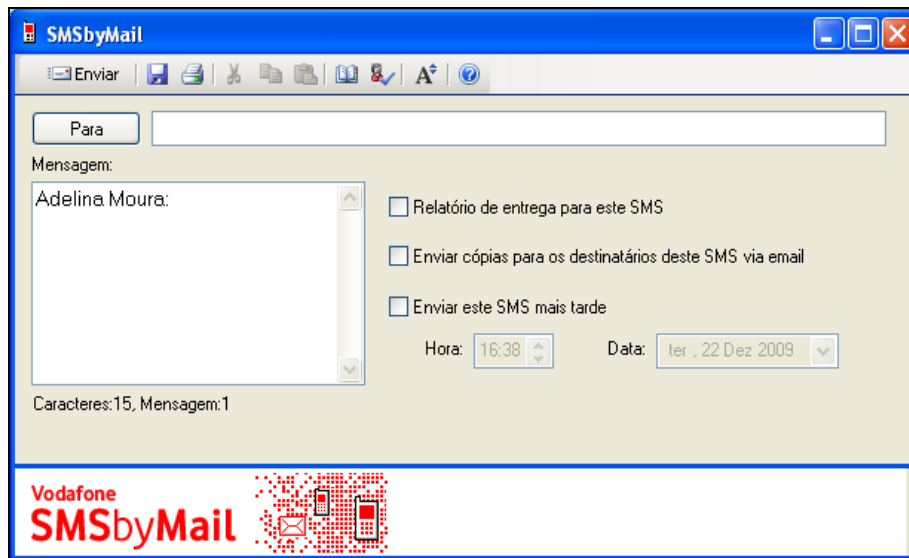 SMSbyMail
Enviar
Para
Mensagem:
Adelina Moura:
Relatório de entrega para este SMS
Enviar cópias para os destinatários deste SMS via email
Enviar este SMS mais tarde
Hora: 16:38 Data: ter , 22 Dez 2009
Caracteres:15, Mensagem:1
Vodafone
SMSbyMail